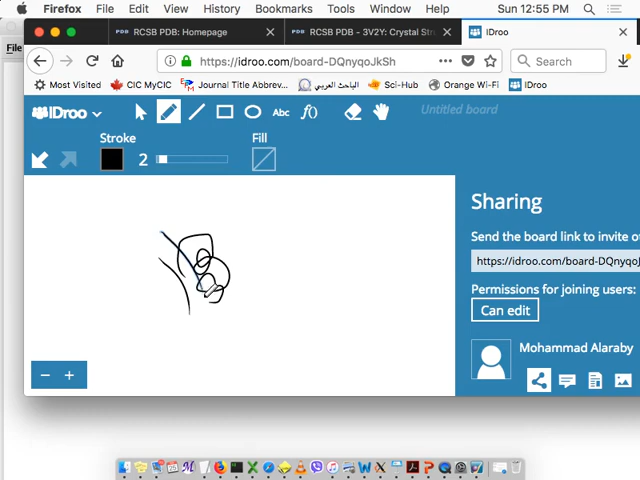 Firefox File Edit View History Bookmarks Tools Window Help Sun 12:55 PM
File
PDB RCSB PDB: Homepage × PDB RCSB PDB - 3V2Y: Crystal Str × IDroo ×
https://idroo.com/board-DQnyqoJkSh Search
Most Visited CIC MyCIC Journal Title Abbrev... الباحث العربي Sci-Hub Orange Wi-Fi IDroo
IDroo Abc f() Untitled board
Stroke Fill
2
Sharing
Send the board link to invite o
https://idroo.com/board-DQnyqoJ
Permissions for joining users:
Can edit
Mohammad Alaraby